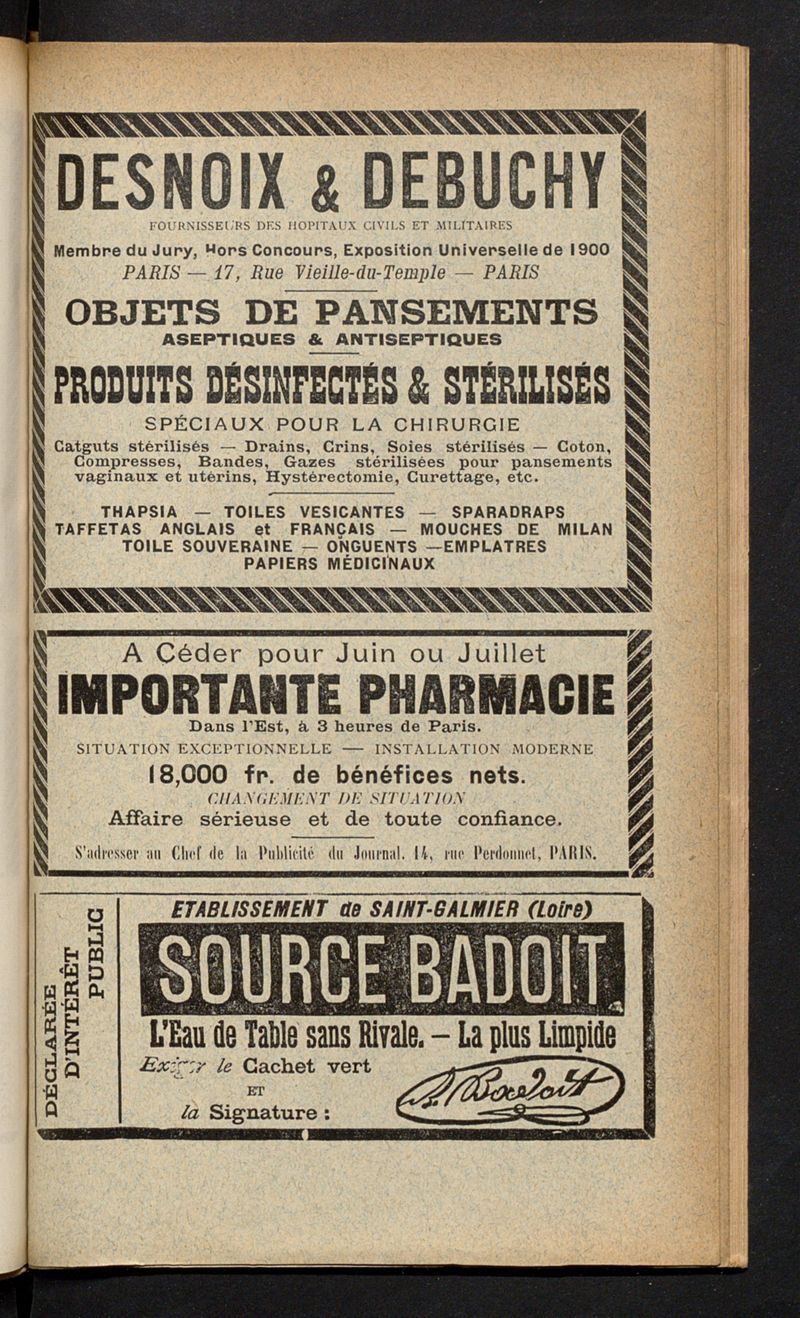 DESNOIX & DEBUCHY
FOURNISSEURS DES HOPITAUX CIVILS ET MILITAIRES
Membre du Jury, Hors Concours, Exposition Universelle de 1900
PARIS — 17, Rue Vieille-du-Temple — PARIS
OBJETS DE PANSEMENTS
ASEPTIQUES & ANTISEPTIQUES
PRODUITS DÉSINFECTÉS & STÉRILISÉS
SPÉCIAUX POUR LA CHIRURGIE
Catguts stérilisés — Drains, Crins, Soies stérilisés — Coton,
Compresses, Bandes, Gazes stérilisées pour pansements
vaginaux et utérins, Hystérectomie, Curettage, etc.
THAPSIA — TOILES VESICANTES — SPARADRAPS
TAFFETAS ANGLAIS et FRANÇAIS — MOUCHES DE MILAN
TOILE SOUVERAINE — ONGUENTS — EMPLATRES
PAPIERS MÉDICINAUX
A Céder pour Juin ou Juillet
IMPORTANTE PHARMACIE
Dans l'Est, à 3 heures de Paris.
SITUATION EXCEPTIONNELLE — INSTALLATION MODERNE
18,000 fr. de bénéfices nets.
CHANGEMENT DE SITUATION
Affaire sérieuse et de toute confiance.
S'adresser au Chef de la Publicité du Journal. 14, rue Perdonnet, PARIS.
DÉCLARÉE
D'INTÉRÊT
PUBLIC
ETABLISSEMENT de SAINT-GALMIER (Loire)
SOURCE BADOIT
L'Eau de Table sans Rivale. — La plus Limpide
Exiger le Cachet vert
ET
la Signature :
Badoit